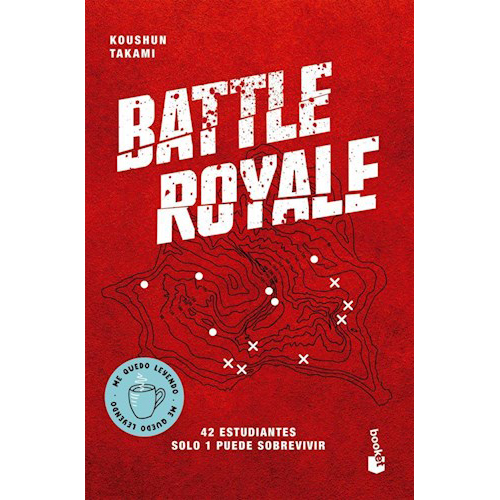 KOUSHUN
TAKAMI
BATTLE
ROYALE
ME QUEDO LEYENDO · ME QUEDO LEYENDO ·
42 ESTUDIANTES
SOLO 1 PUEDE SOBREVIVIR
booket